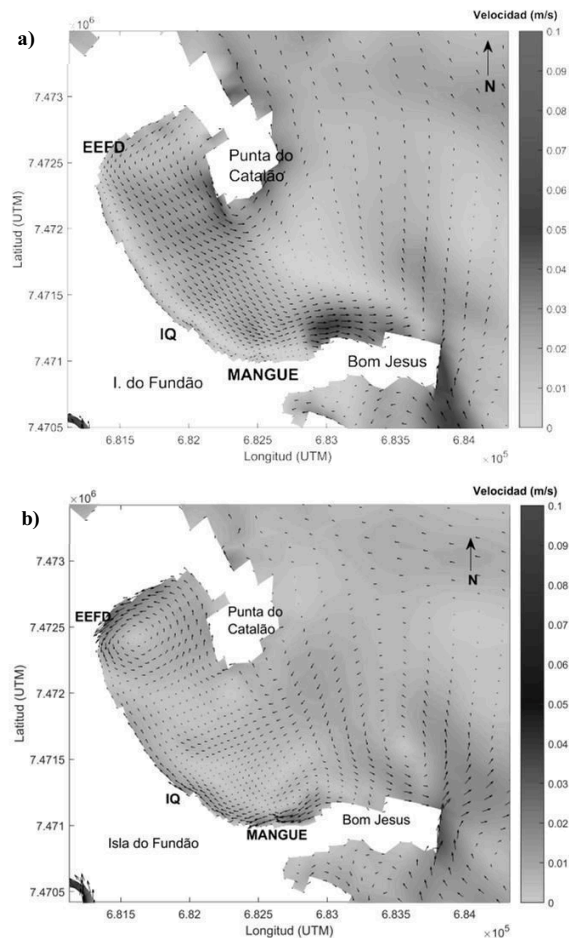 a)
× 10⁶
Velocidad (m/s)
0.1
7.473
N
0.09
EEFD
Punta do
Catalão
0.08
7.4725
0.07
Latitud (UTM)
7.472
0.06
0.05
7.4715
0.04
IQ
0.03
7.471
MANGUE
Bom Jesus
0.02
I. do Fundão
0.01
7.4705
0
6.815
6.82
6.825
6.83
6.835
6.84
Longitud (UTM)
×10⁵
b)
× 10⁶
Velocidad (m/s)
0.1
7.473
N
0.09
EEFD
Punta do
Catalão
0.08
7.4725
0.07
Latitud (UTM)
7.472
0.06
0.05
7.4715
0.04
IQ
0.03
7.471
MANGUE
Bom Jesus
0.02
Isla do Fundão
0.01
7.4705
0
6.815
6.82
6.825
6.83
6.835
6.84
Longitud (UTM)
×10⁵